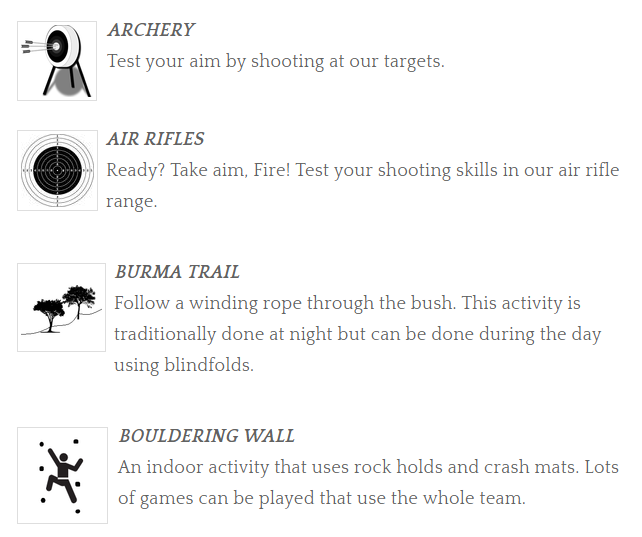 ARCHERY
Test your aim by shooting at our targets.
AIR RIFLES
Ready? Take aim, Fire! Test your shooting skills in our air rifle
range.
BURMA TRAIL
Follow a winding rope through the bush. This activity is
traditionally done at night but can be done during the day
using blindfolds.
BOULDERING WALL
An indoor activity that uses rock holds and crash mats. Lots
of games can be played that use the whole team.